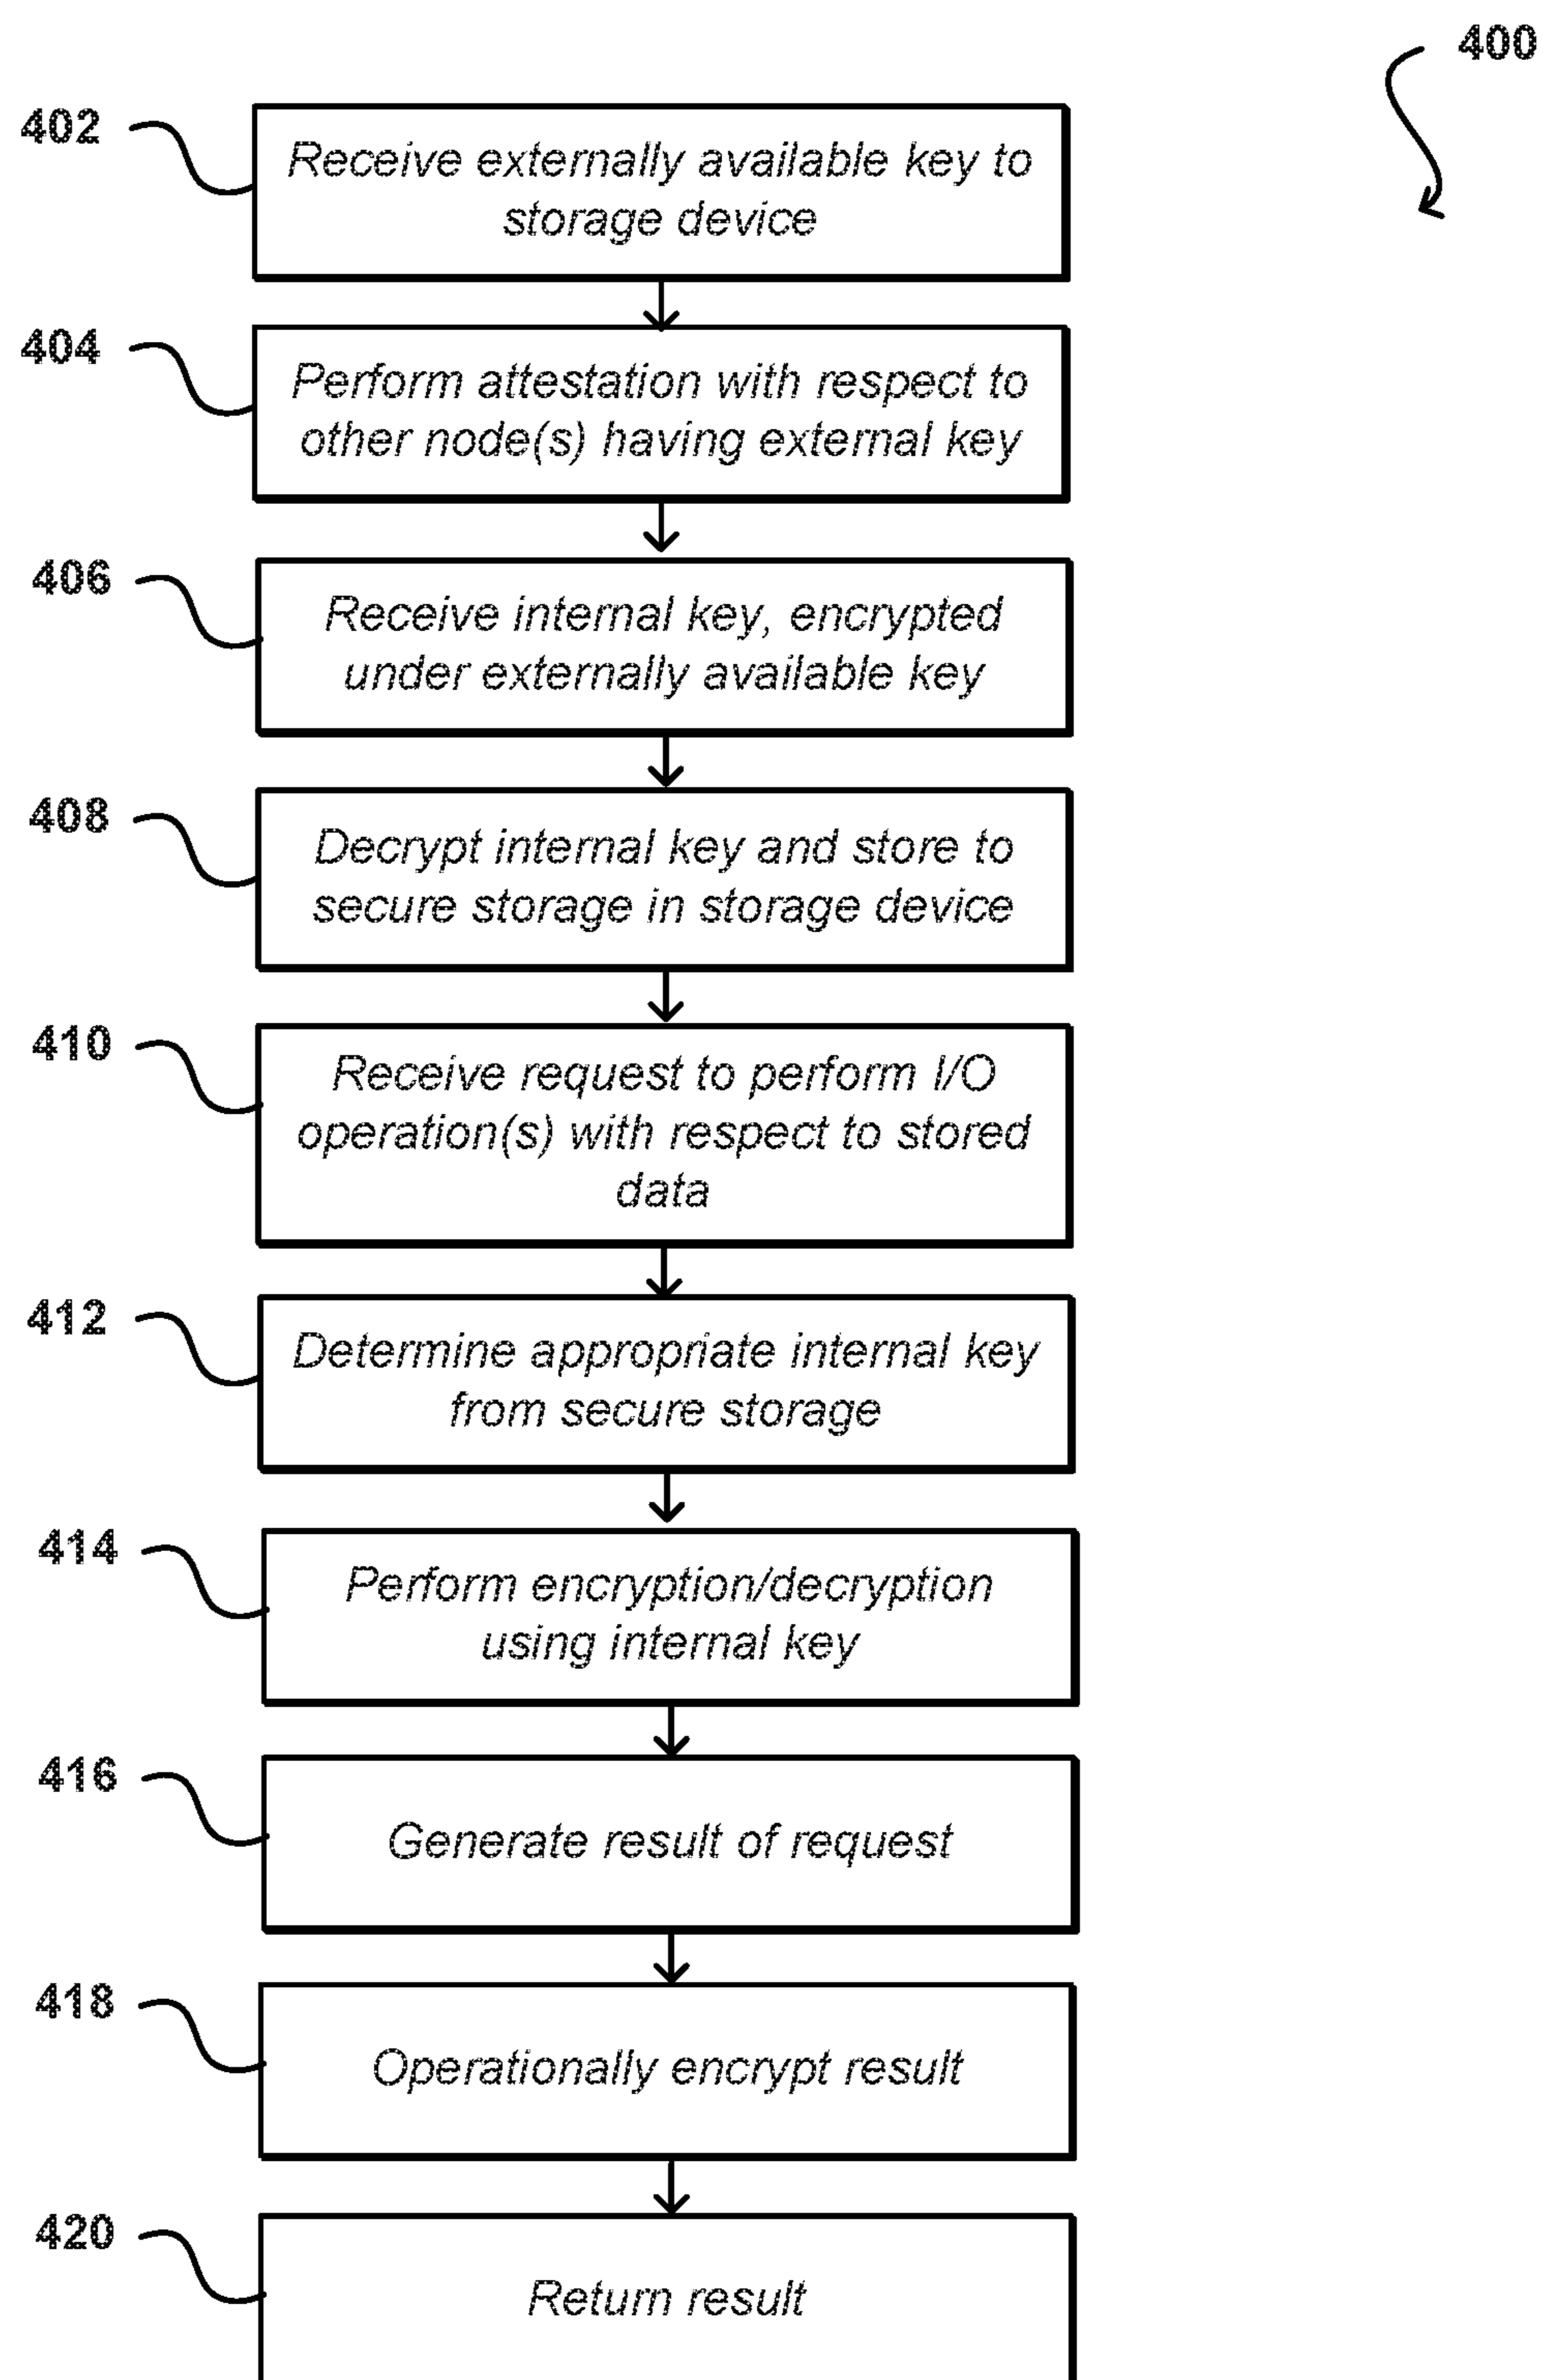 400
402
Receive externally available key to
storage device
404
Perform attestation with respect to
other node(s) having external key
406
Receive internal key, encrypted
under externally available key
408
Decrypt internal key and store to
secure storage in storage device
410
Receive request to perform I/O
operation(s) with respect to stored
data
412
Determine appropriate internal key
from secure storage
414
Perform encryption/decryption
using internal key
416
Generate result of request
418
Operationally encrypt result
420
Return result